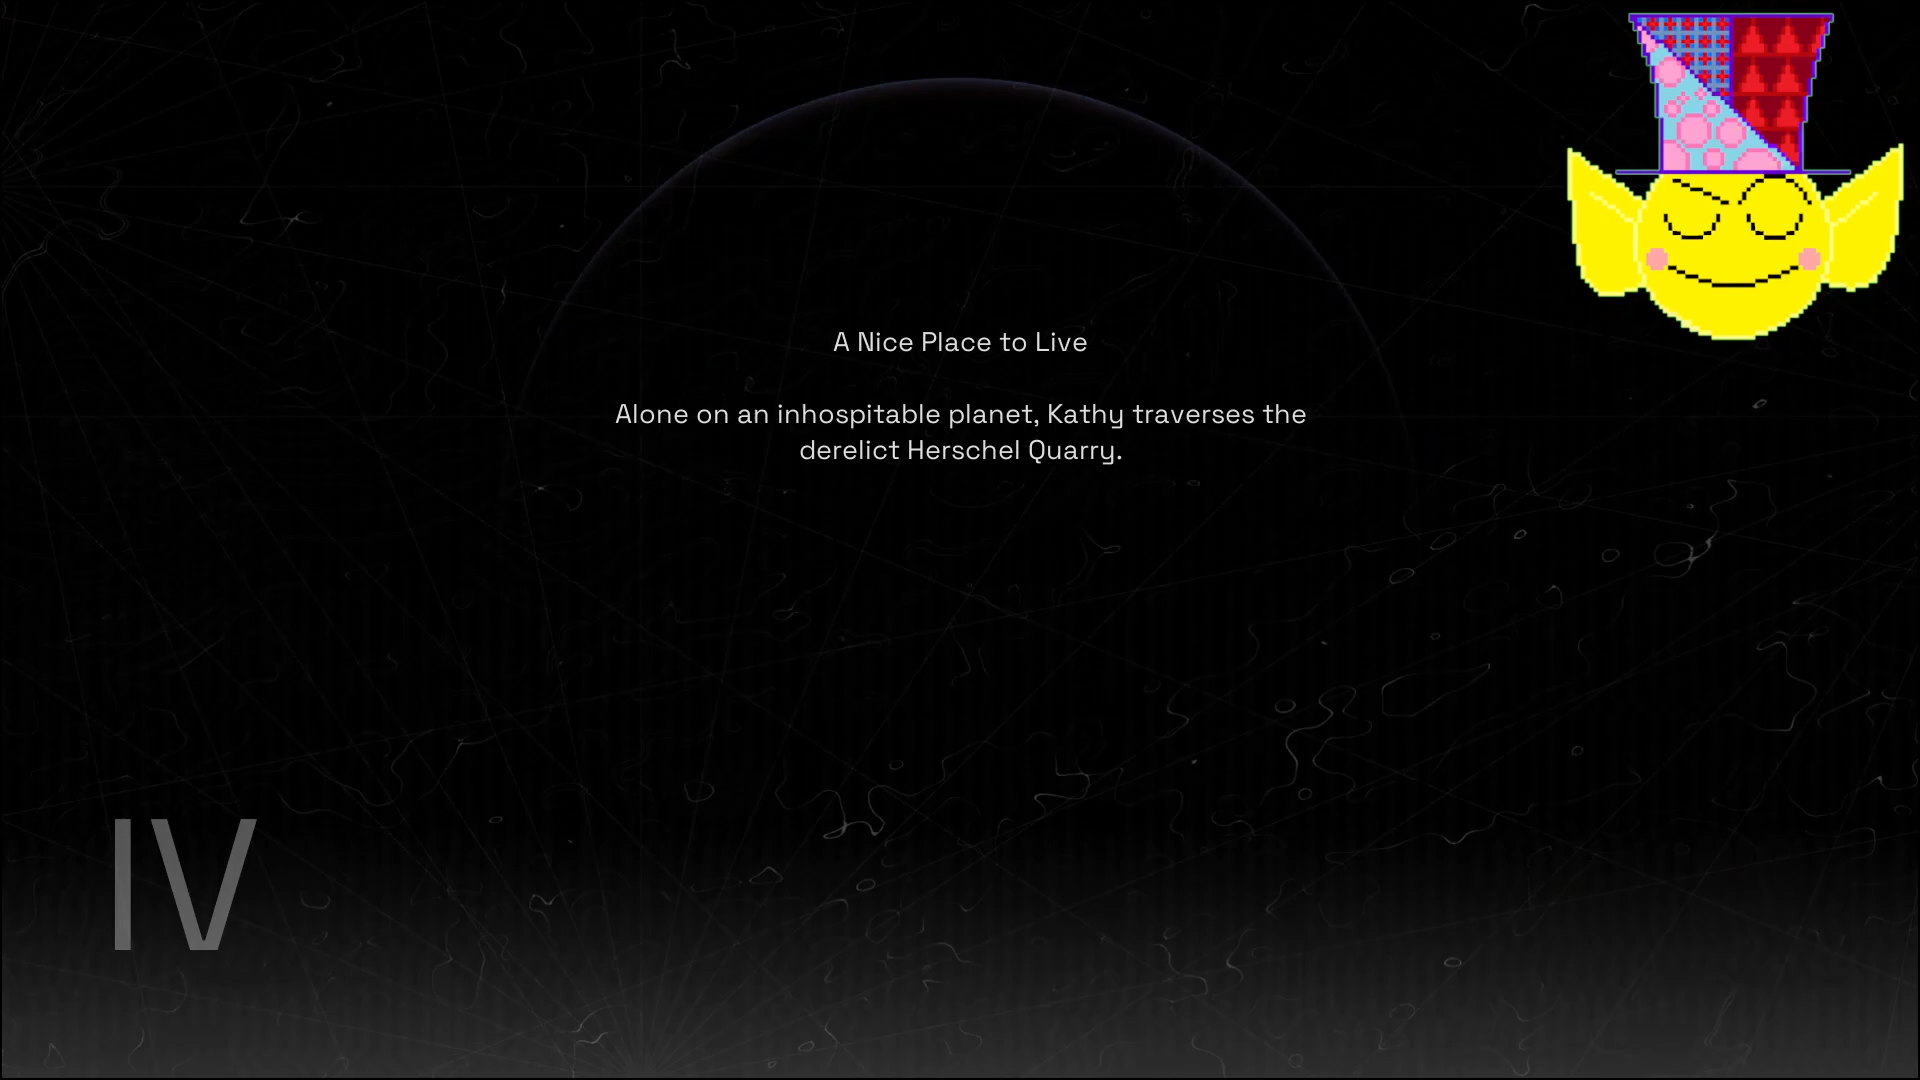 A Nice Place to Live
Alone on an inhospitable planet, Kathy traverses the
derelict Herschel Quarry.
IV